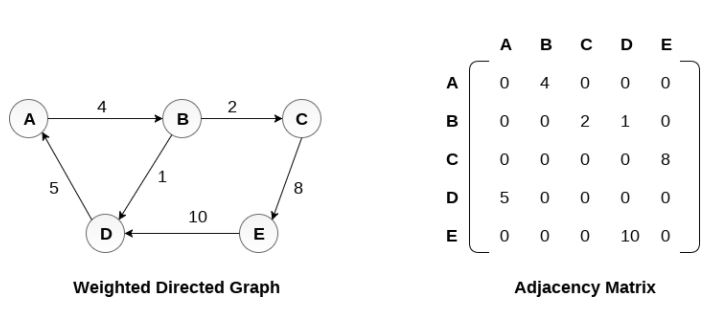 A
4
B
2
C
5
1
8
D
10
E
Weighted Directed Graph
A B C D E
A 0 4 0 0 0
B 0 0 2 1 0
C 0 0 0 0 8
D 5 0 0 0 0
E 0 0 0 10 0
Adjacency Matrix